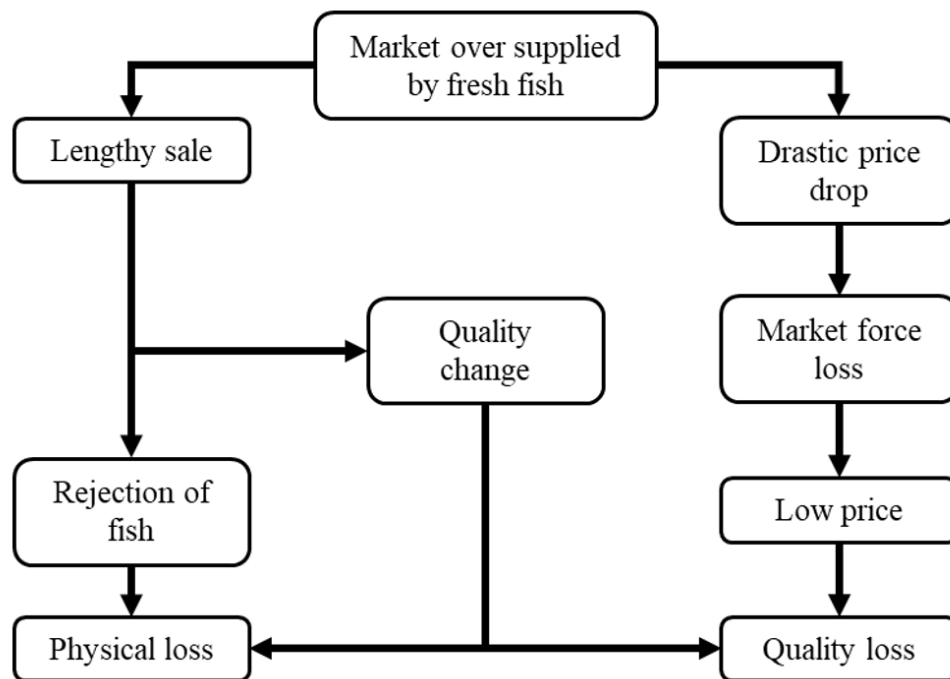 Market over supplied
by fresh fish
Lengthy sale
Drastic price
drop
Quality
change
Market force
loss
Rejection of
fish
Low price
Physical loss
Quality loss